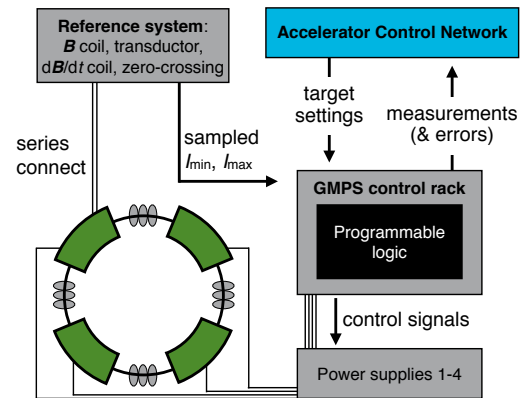 Reference system:
B coil, transductor,
dB/dt coil, zero-crossing
Accelerator Control Network
target
settings
measurements
(& errors)
series
connect
sampled
Imin, Imax
GMPS control rack
Programmable
logic
control signals
Power supplies 1-4